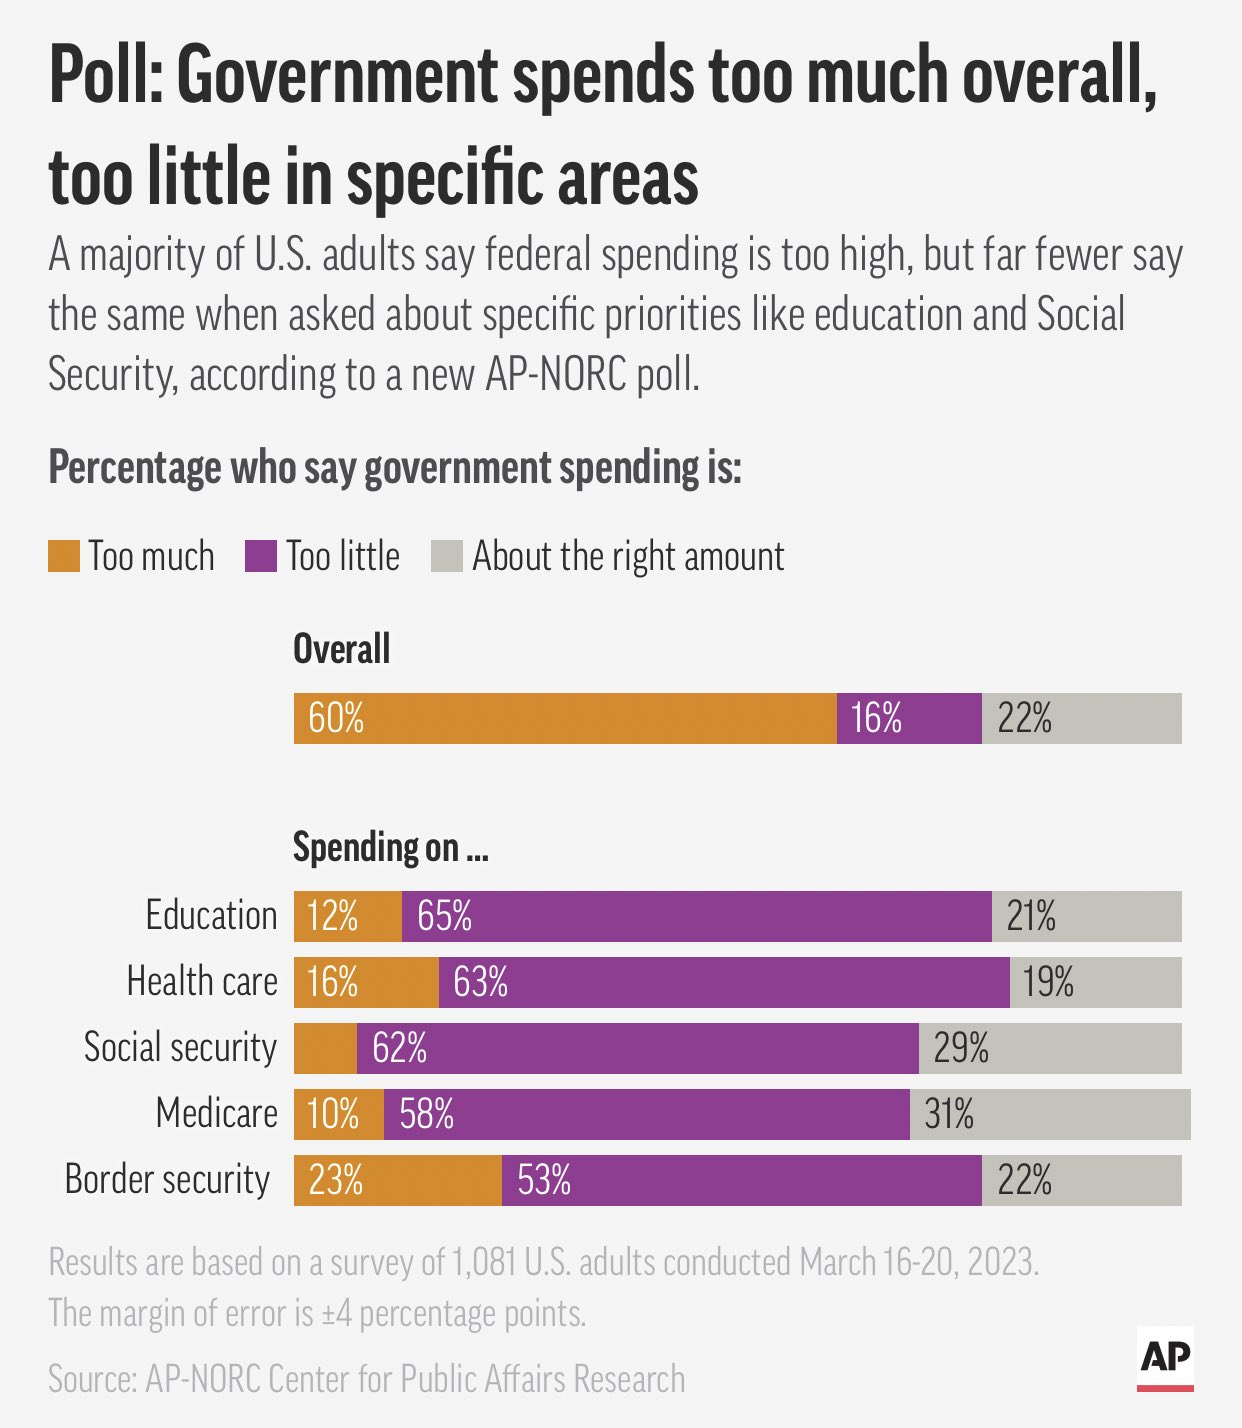 Poll: Government spends too much overall,
too little in specific areas
A majority of U.S. adults say federal spending is too high, but far fewer say
the same when asked about specific priorities like education and Social
Security, according to a new AP-NORC poll.
Percentage who say government spending is:
Too much Too little About the right amount
Overall
60% 16% 22%
Spending on ...
Education 12% 65% 21%
Health care 16% 63% 19%
Social security 62% 29%
Medicare 10% 58% 31%
Border security 23% 53% 22%
Results are based on a survey of 1,081 U.S. adults conducted March 16-20, 2023.
The margin of error is ±4 percentage points.
Source: AP-NORC Center for Public Affairs Research
AP